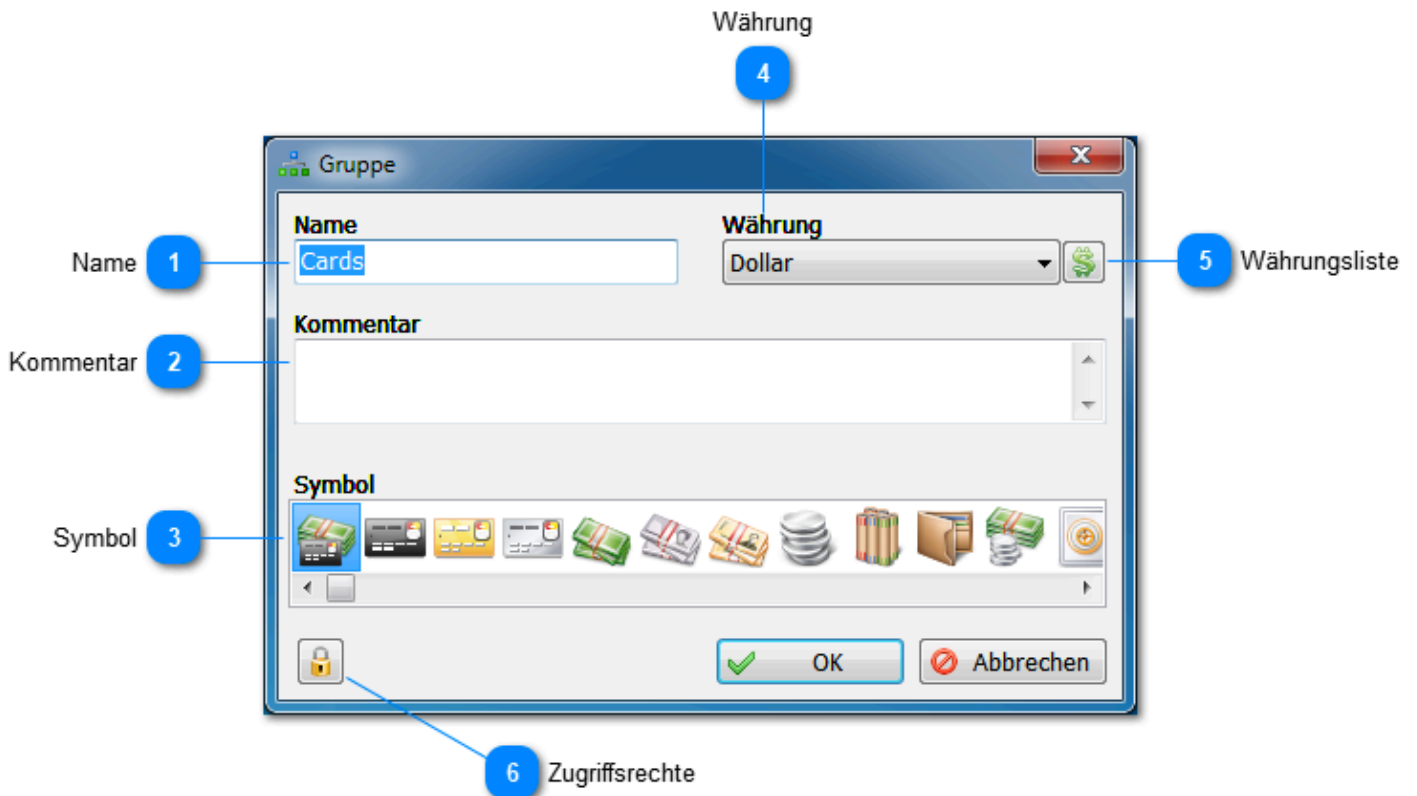 Währung
4
Gruppe
Name
Währung
Name 1
Cards
Dollar
5 Währungsliste
Kommentar
Kommentar 2
Symbol
Symbol 3
OK
Abbrechen
6 Zugriffsrechte